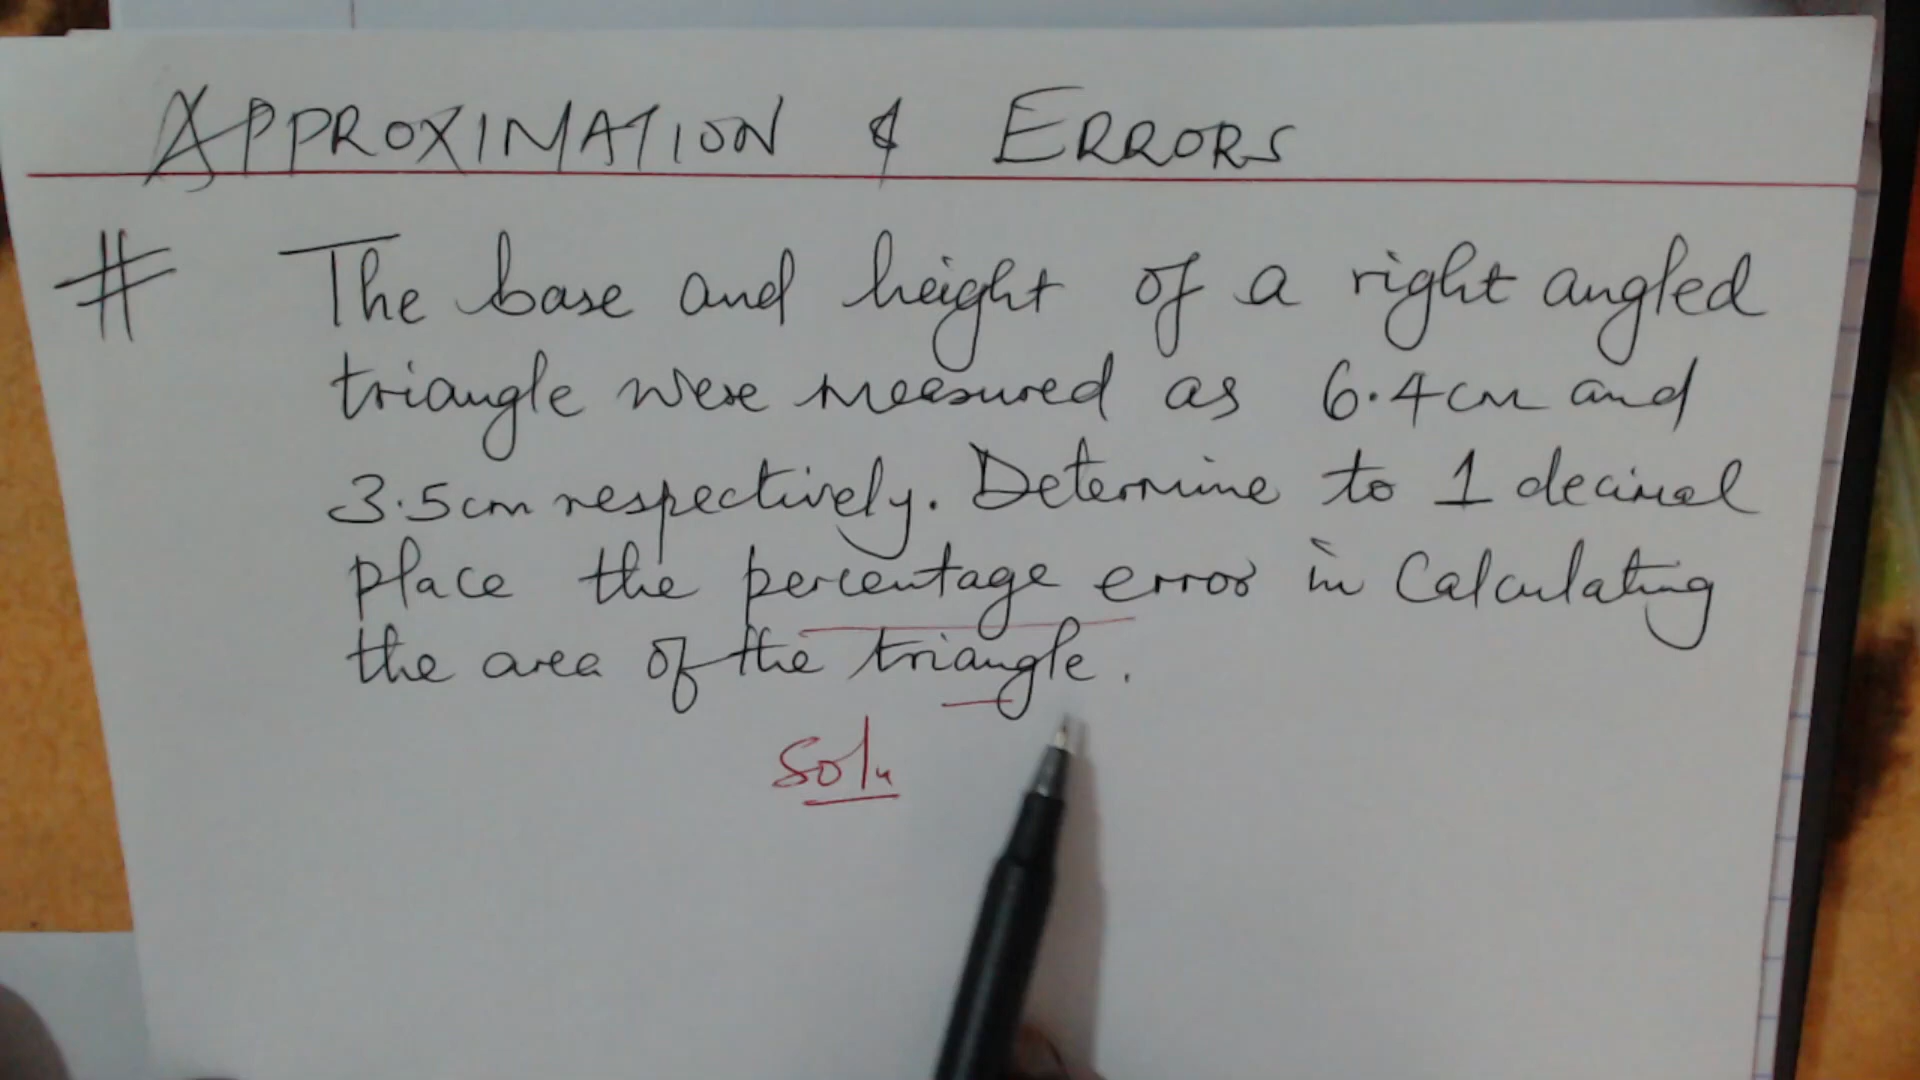 APPROXIMATION & ERRORS
# The base and height of a right angled
triangle were measured as 6.4cm and
3.5cm respectively. Determine to 1 decimal
place the percentage error in Calculating
the area of the triangle.
Soln